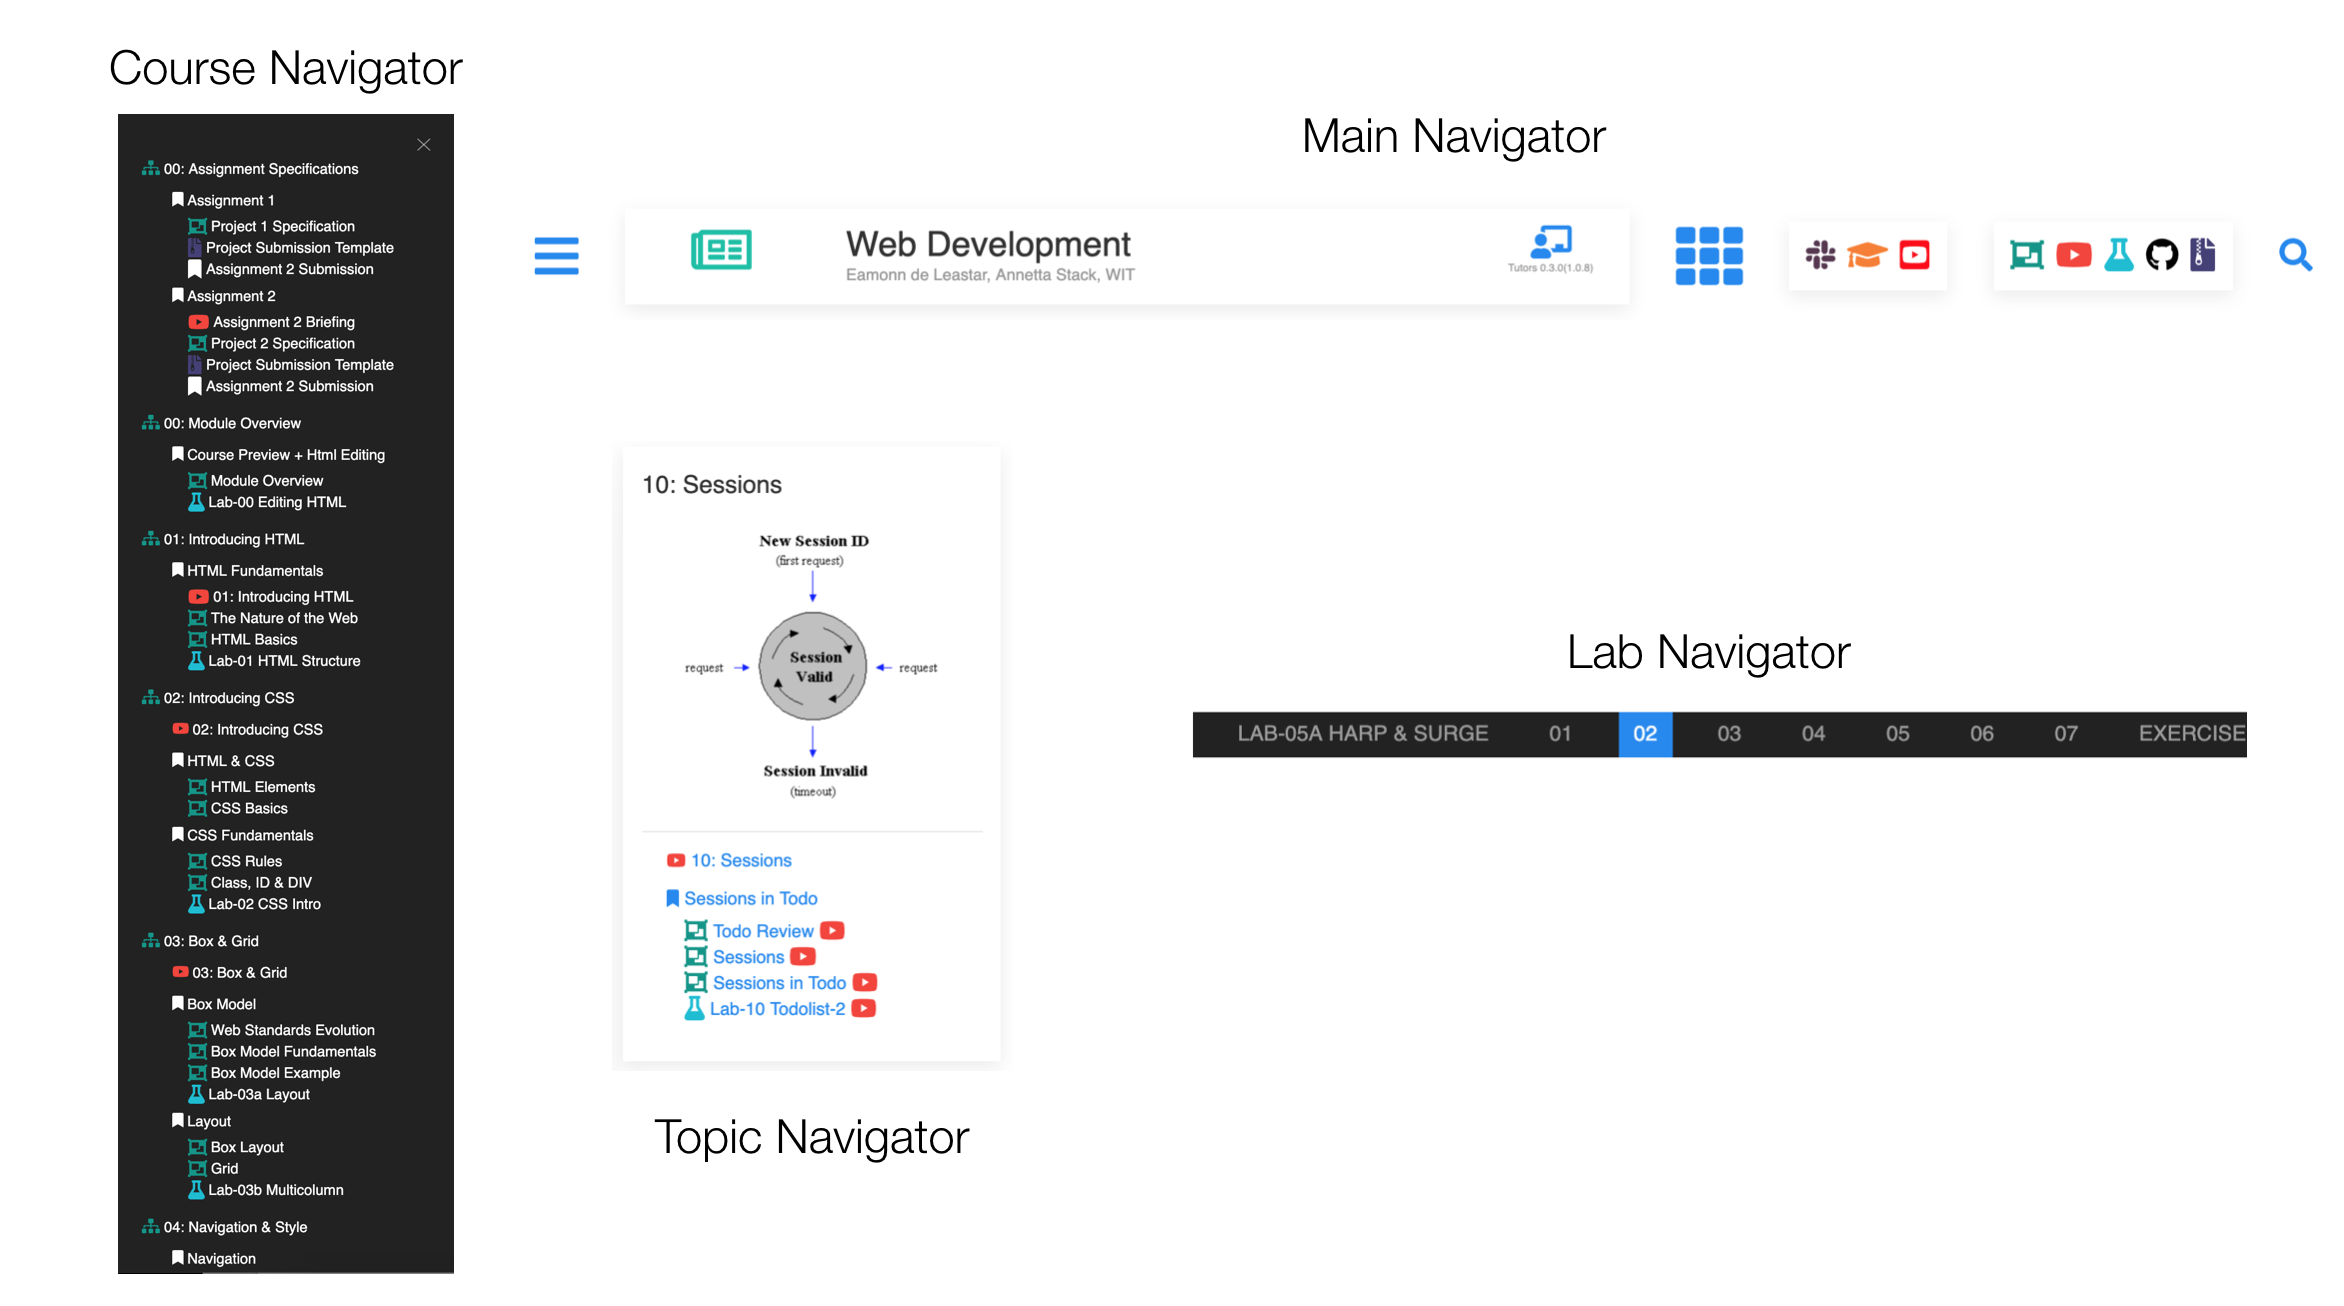 Course Navigator
00: Assignment Specifications
Assignment 1
Project 1 Specification
Project Submission Template
Assignment 2 Submission
Assignment 2
Assignment 2 Briefing
Project 2 Specification
Project Submission Template
Assignment 2 Submission
00: Module Overview
Course Preview + Html Editing
Module Overview
Lab-00 Editing HTML
01: Introducing HTML
HTML Fundamentals
01: Introducing HTML
The Nature of the Web
HTML Basics
Lab-01 HTML Structure
02: Introducing CSS
02: Introducing CSS
HTML & CSS
HTML Elements
CSS Basics
CSS Fundamentals
CSS Rules
Class, ID & DIV
Lab-02 CSS Intro
03: Box & Grid
03: Box & Grid
Box Model
Web Standards Evolution
Box Model Fundamentals
Box Model Example
Lab-03a Layout
Layout
Box Layout
Grid
Lab-03b Multicolumn
04: Navigation & Style
Navigation
Main Navigator
Web Development
Eamonn de Leastar, Annetta Stack, WIT
Tutors 0.3.0(1.0.8)
10: Sessions
New Session ID
(first request)
request
Session
Valid
request
Session Invalid
(timeout)
10: Sessions
Sessions in Todo
Todo Review
Sessions
Sessions in Todo
Lab-10 Todolist-2
Topic Navigator
Lab Navigator
LAB-05A HARP & SURGE 01 02 03 04 05 06 07 EXERCISE